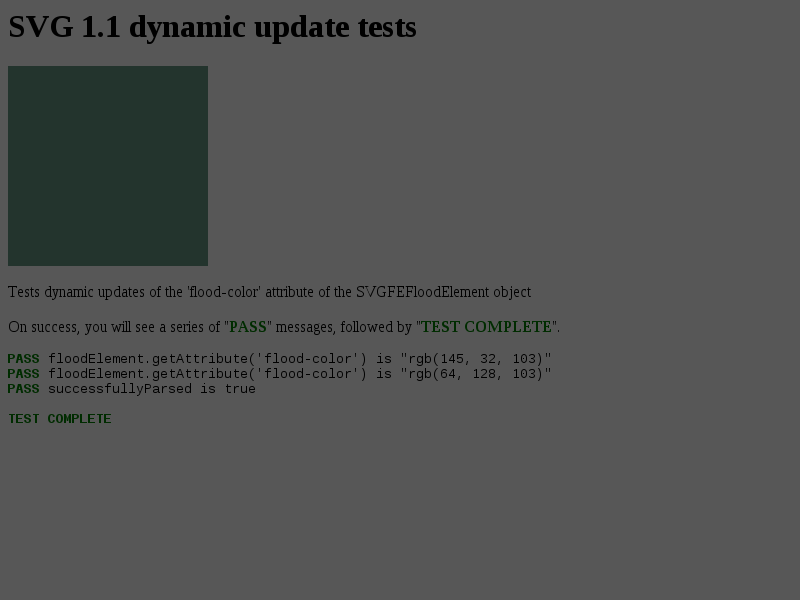 SVG 1.1 dynamic update tests
Tests dynamic updates of the 'flood-color' attribute of the SVGFEFloodElement object
On success, you will see a series of "PASS" messages, followed by "TEST COMPLETE".
PASS floodElement.getAttribute('flood-color') is "rgb(145, 32, 103)"
PASS floodElement.getAttribute('flood-color') is "rgb(64, 128, 103)"
PASS successfullyParsed is true
TEST COMPLETE